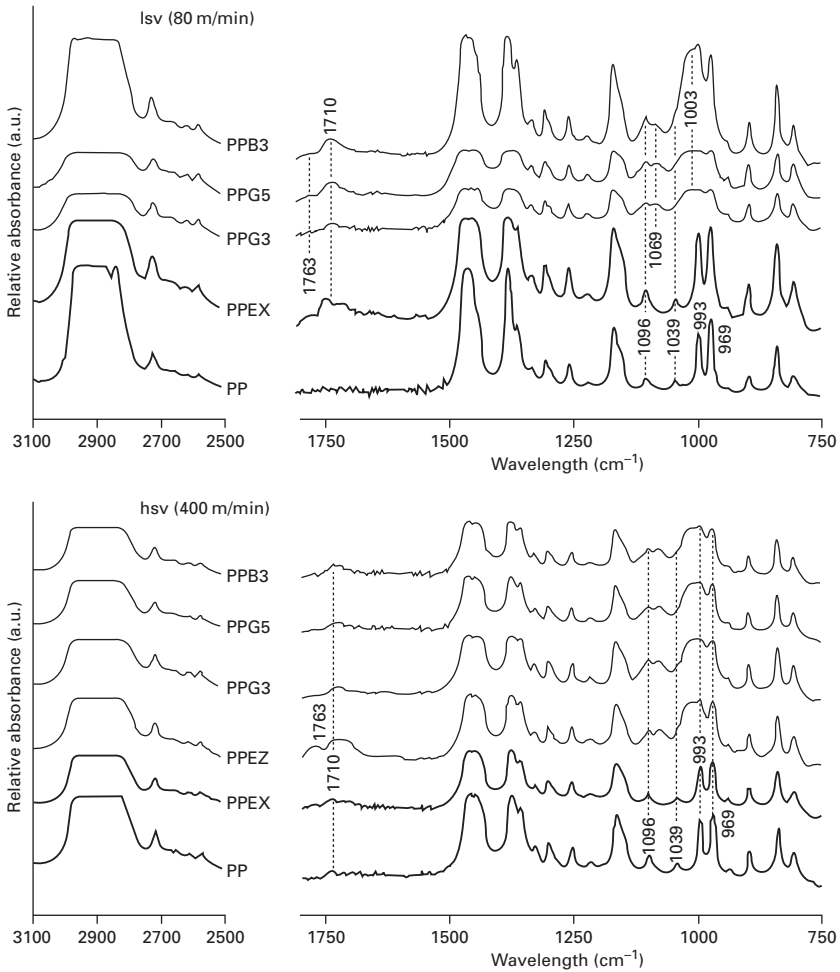 lsv (80 m/min)
Relative absorbance (a.u.)
PPB3
PPG5
PPG3
PPEX
PP
1710
1763
1003
1069
1096
1039
993
969
3100 2900 2700 2500 1750 1500 1250 1000 750
Wavelength (cm⁻¹)
hsv (400 m/min)
Relative absorbance (a.u.)
PPB3
PPG5
PPG3
PPEZ
PPEX
PP
1763
1710
993
1096
1039
969
3100 2900 2700 2500 1750 1500 1250 1000 750
Wavelength (cm⁻¹)